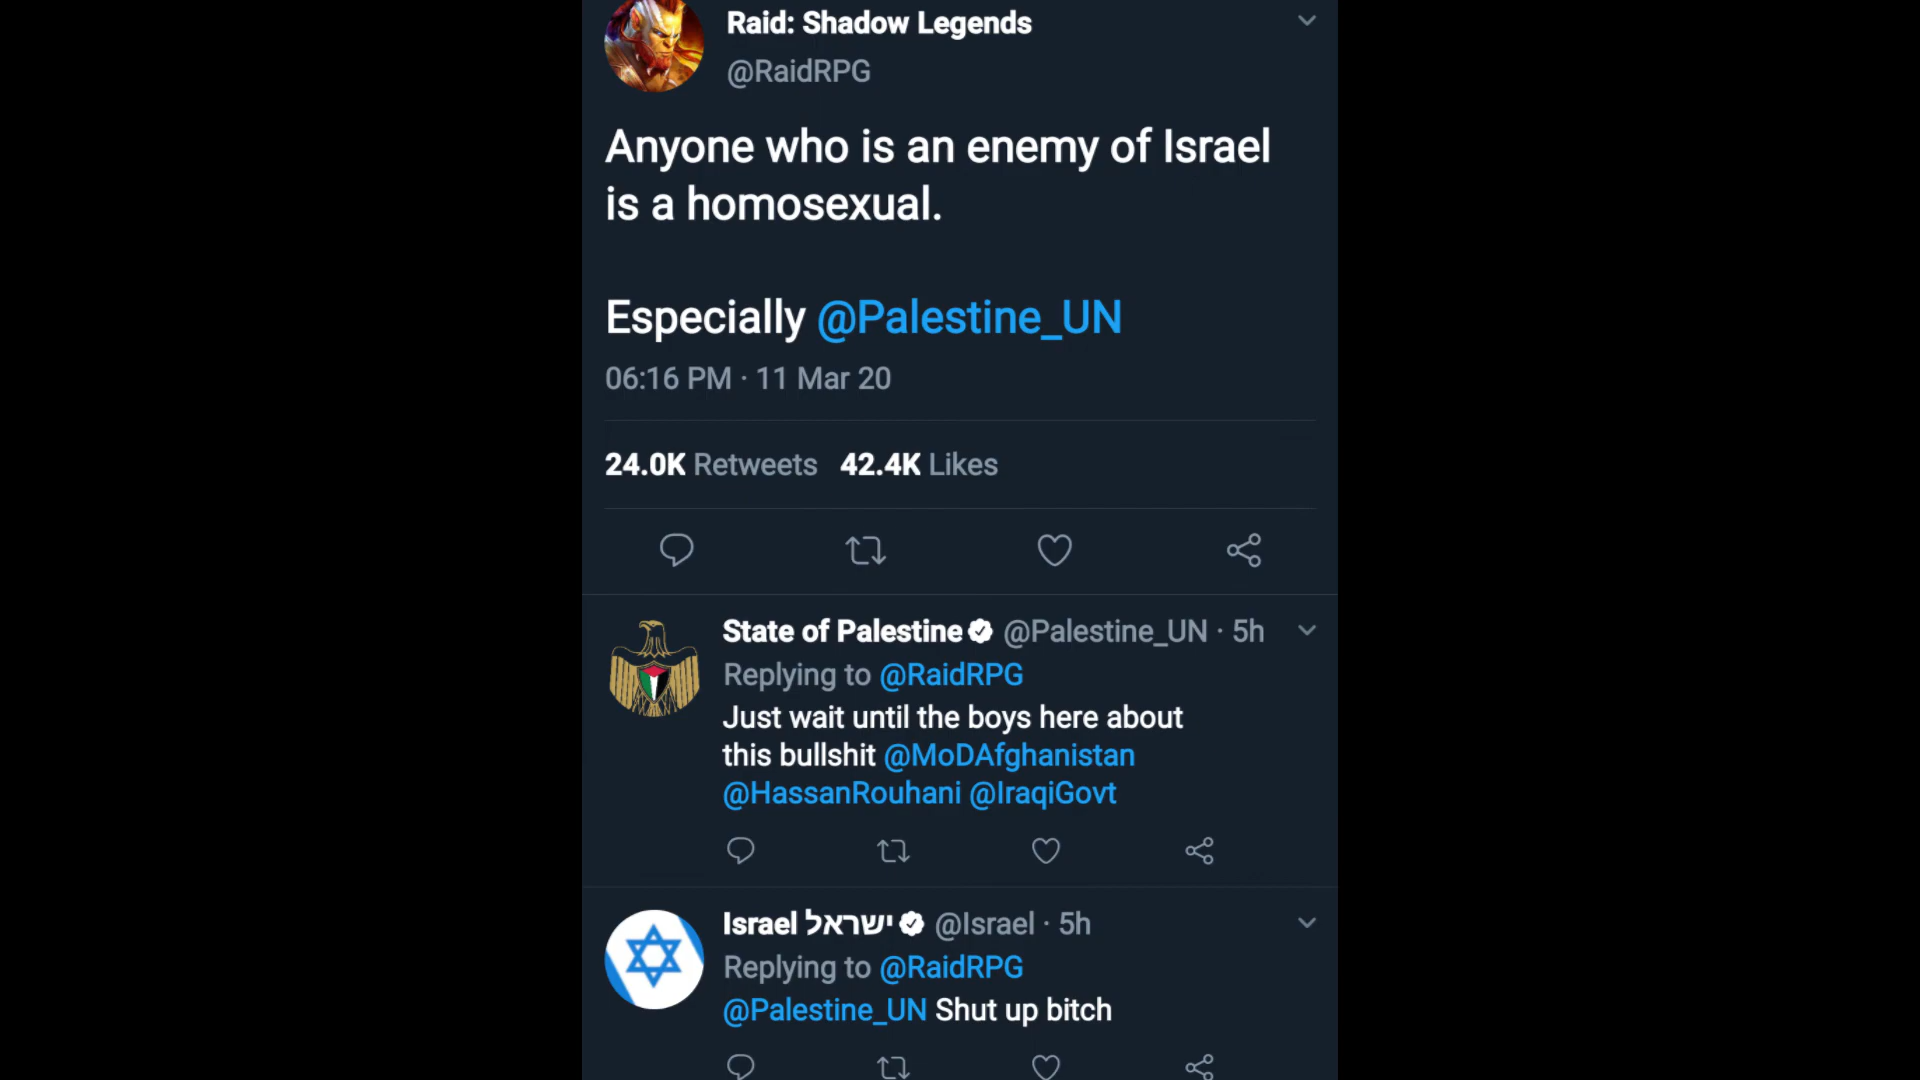 Raid: Shadow Legends
@RaidRPG
Anyone who is an enemy of Israel
is a homosexual.
Especially @Palestine_UN
06:16 PM · 11 Mar 20
24.0K Retweets 42.4K Likes
State of Palestine @Palestine_UN · 5h
Replying to @RaidRPG
Just wait until the boys here about
this bullshit @MoDAfghanistan
@HassanRouhani @IraqiGovt
Israel ישראל @Israel · 5h
Replying to @RaidRPG
@Palestine_UN Shut up bitch